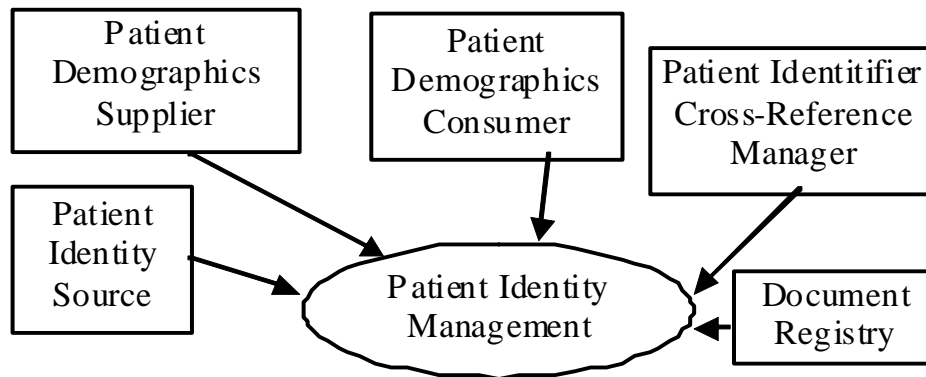 Patient
Demographics
Supplier
Patient
Demographics
Consumer
Patient Identitifier
Cross-Reference
Manager
Patient
Identity
Source
Patient Identity
Management
Document
Registry